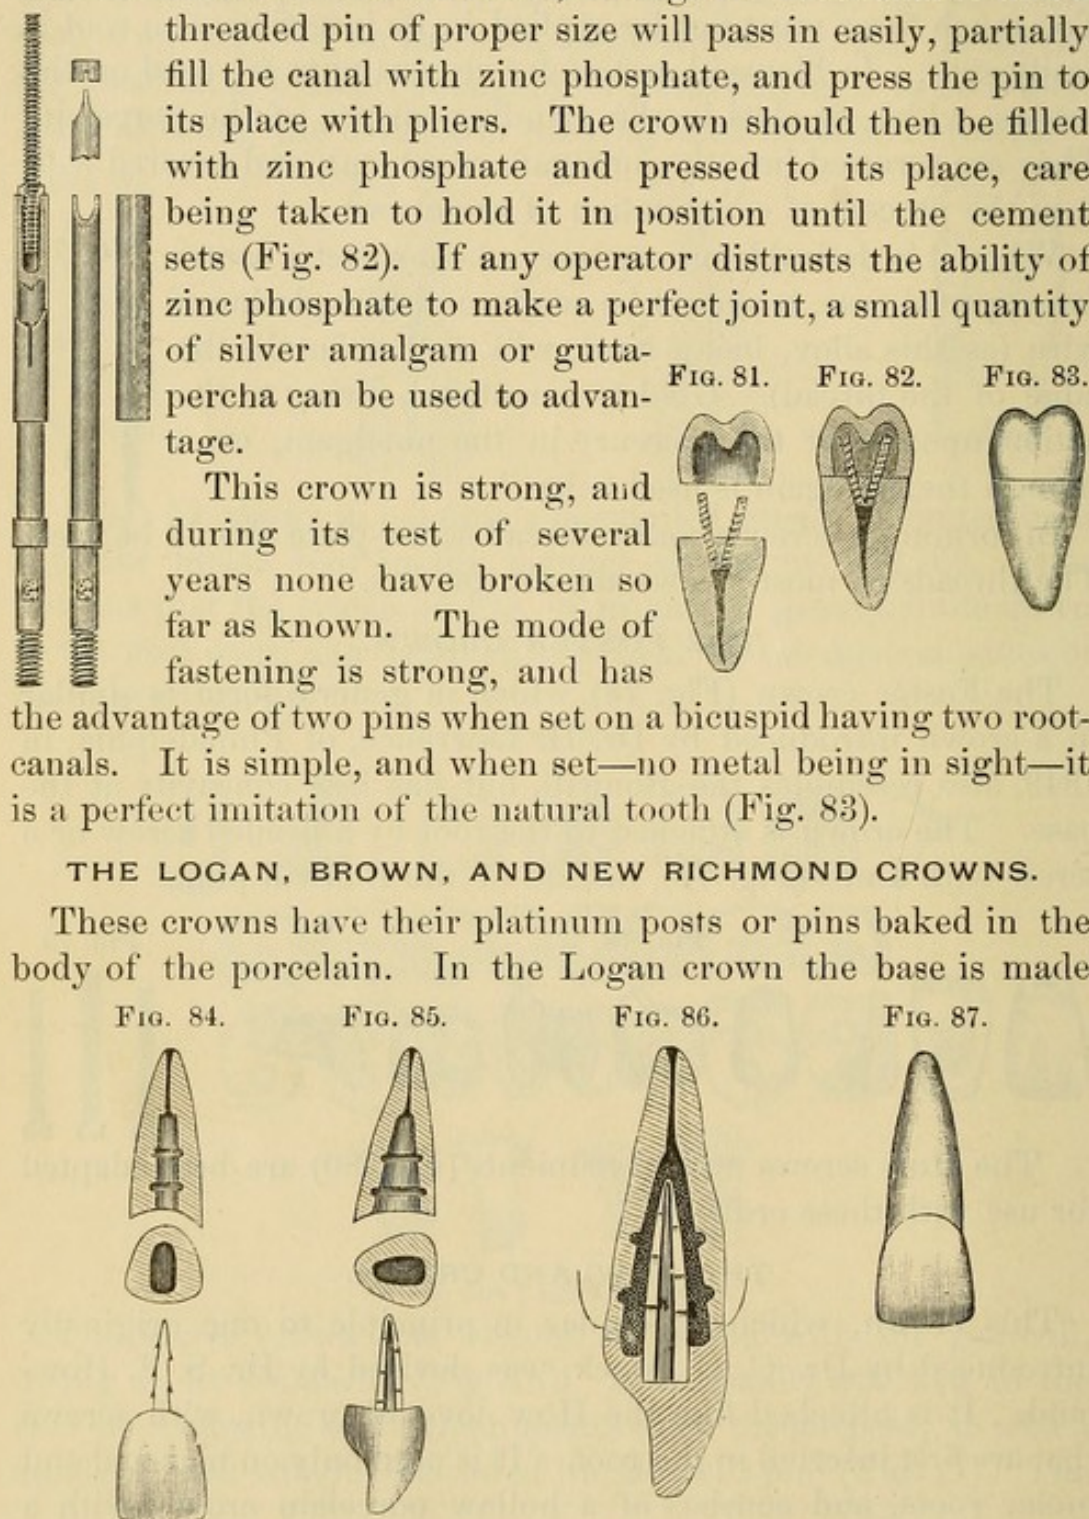 threaded pin of proper size will pass in easily, partially
fill the canal with zinc phosphate, and press the pin to
its place with pliers. The crown should then be filled
with zinc phosphate and pressed to its place, care
being taken to hold it in position until the cement
sets (Fig. 82). If any operator distrusts the ability of
zinc phosphate to make a perfect joint, a small quantity
of silver amalgam or gutta-
percha can be used to advan-
tage.
FIG. 81. FIG. 82. FIG. 83.
This crown is strong, and
during its test of several
years none have broken so
far as known. The mode of
fastening is strong, and has
the advantage of two pins when set on a bicuspid having two root-
canals. It is simple, and when set—no metal being in sight—it
is a perfect imitation of the natural tooth (Fig. 83).
THE LOGAN, BROWN, AND NEW RICHMOND CROWNS.
These crowns have their platinum posts or pins baked in the
body of the porcelain. In the Logan crown the base is made
FIG. 84. FIG. 85. FIG. 86. FIG. 87.